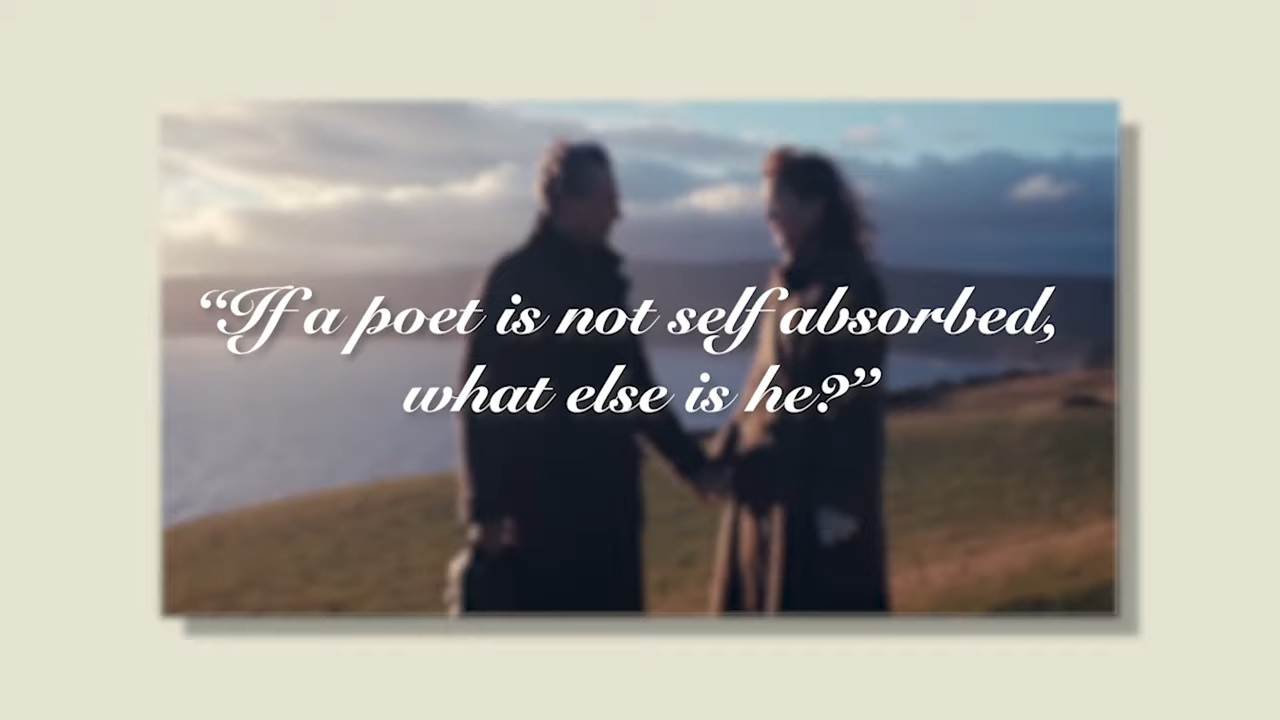 “If a poet is not self absorbed,
what else is he?”